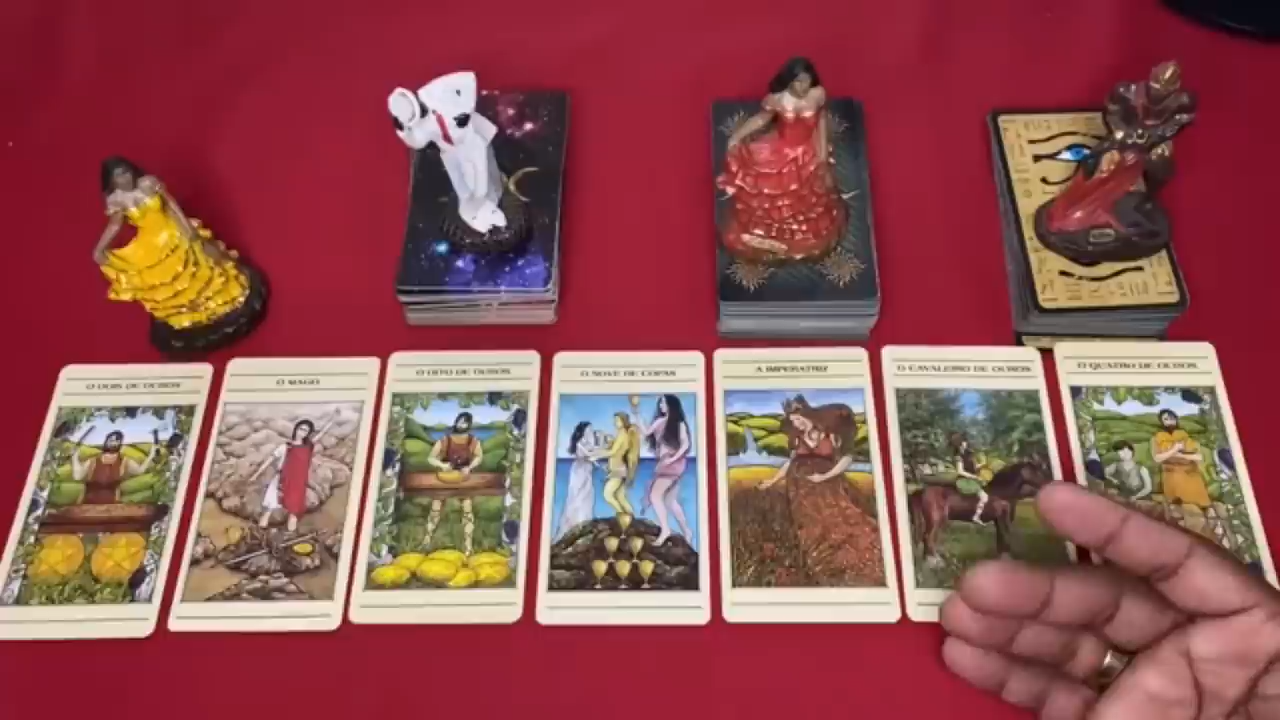 O DOIS DE OUROS
O MAGO
O OITO DE OUROS
O NOVE DE COPAS
A IMPERATRIZ
O CAVALEIRO DE OUROS
O QUATRO DE OUROS